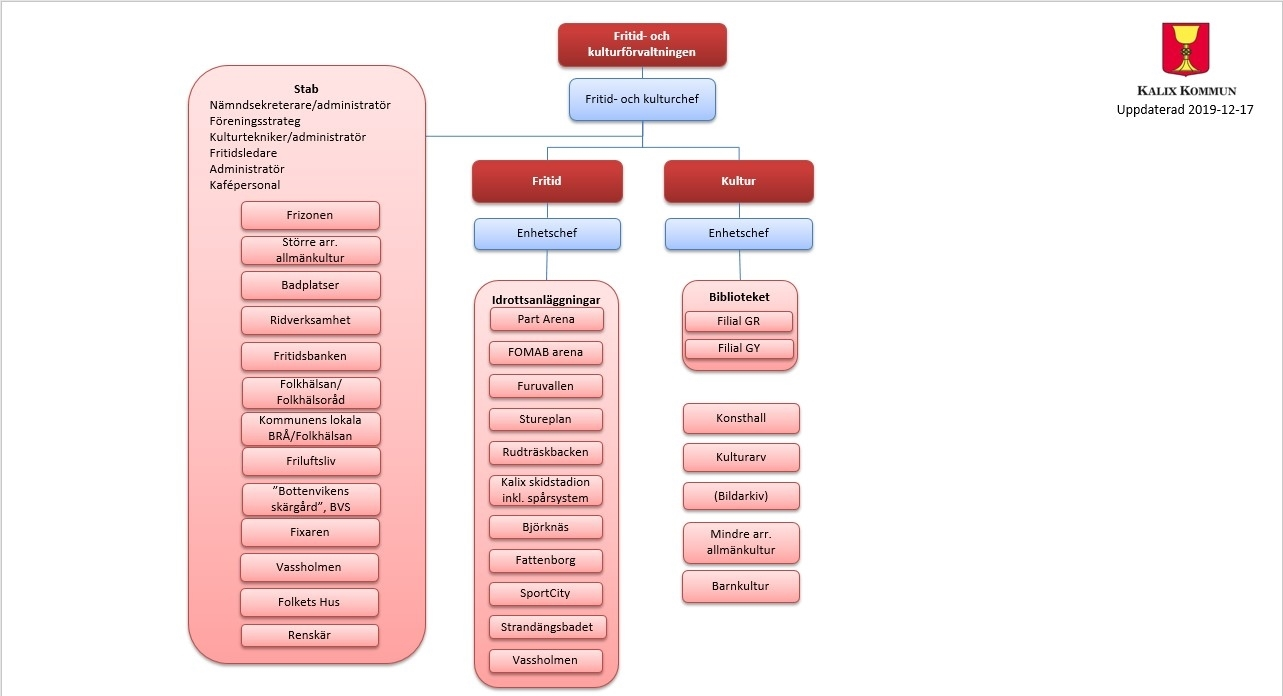 Fritid- och
kulturförvaltningen
Fritid- och kulturchef
KALIX KOMMUN
Uppdaterad 2019-12-17
Stab
Nämndsekreterare/administratör
Föreningsstrateg
Kulturtekniker/administratör
Fritidsledare
Administratör
Kafépersonal
Frizonen
Större arr.
allmänkultur
Badplatser
Ridverksamhet
Fritidsbanken
Folkhälsan/
Folkhälsoråd
Kommunens lokala
BRÅ/Folkhälsan
Friluftsliv
”Bottenvikens
skärgård”, BVS
Fixaren
Vassholmen
Folkets Hus
Renskär
Fritid
Enhetschef
Idrottsanläggningar
Part Arena
FOMAB arena
Furuvallen
Stureplan
Rudträskbacken
Kalix skidstadion
inkl. spårsystem
Björknäs
Fattenborg
SportCity
Strandängsbadet
Vassholmen
Kultur
Enhetschef
Biblioteket
Filial GR
Filial GY
Konsthall
Kulturarv
(Bildarkiv)
Mindre arr.
allmänkultur
Barnkultur